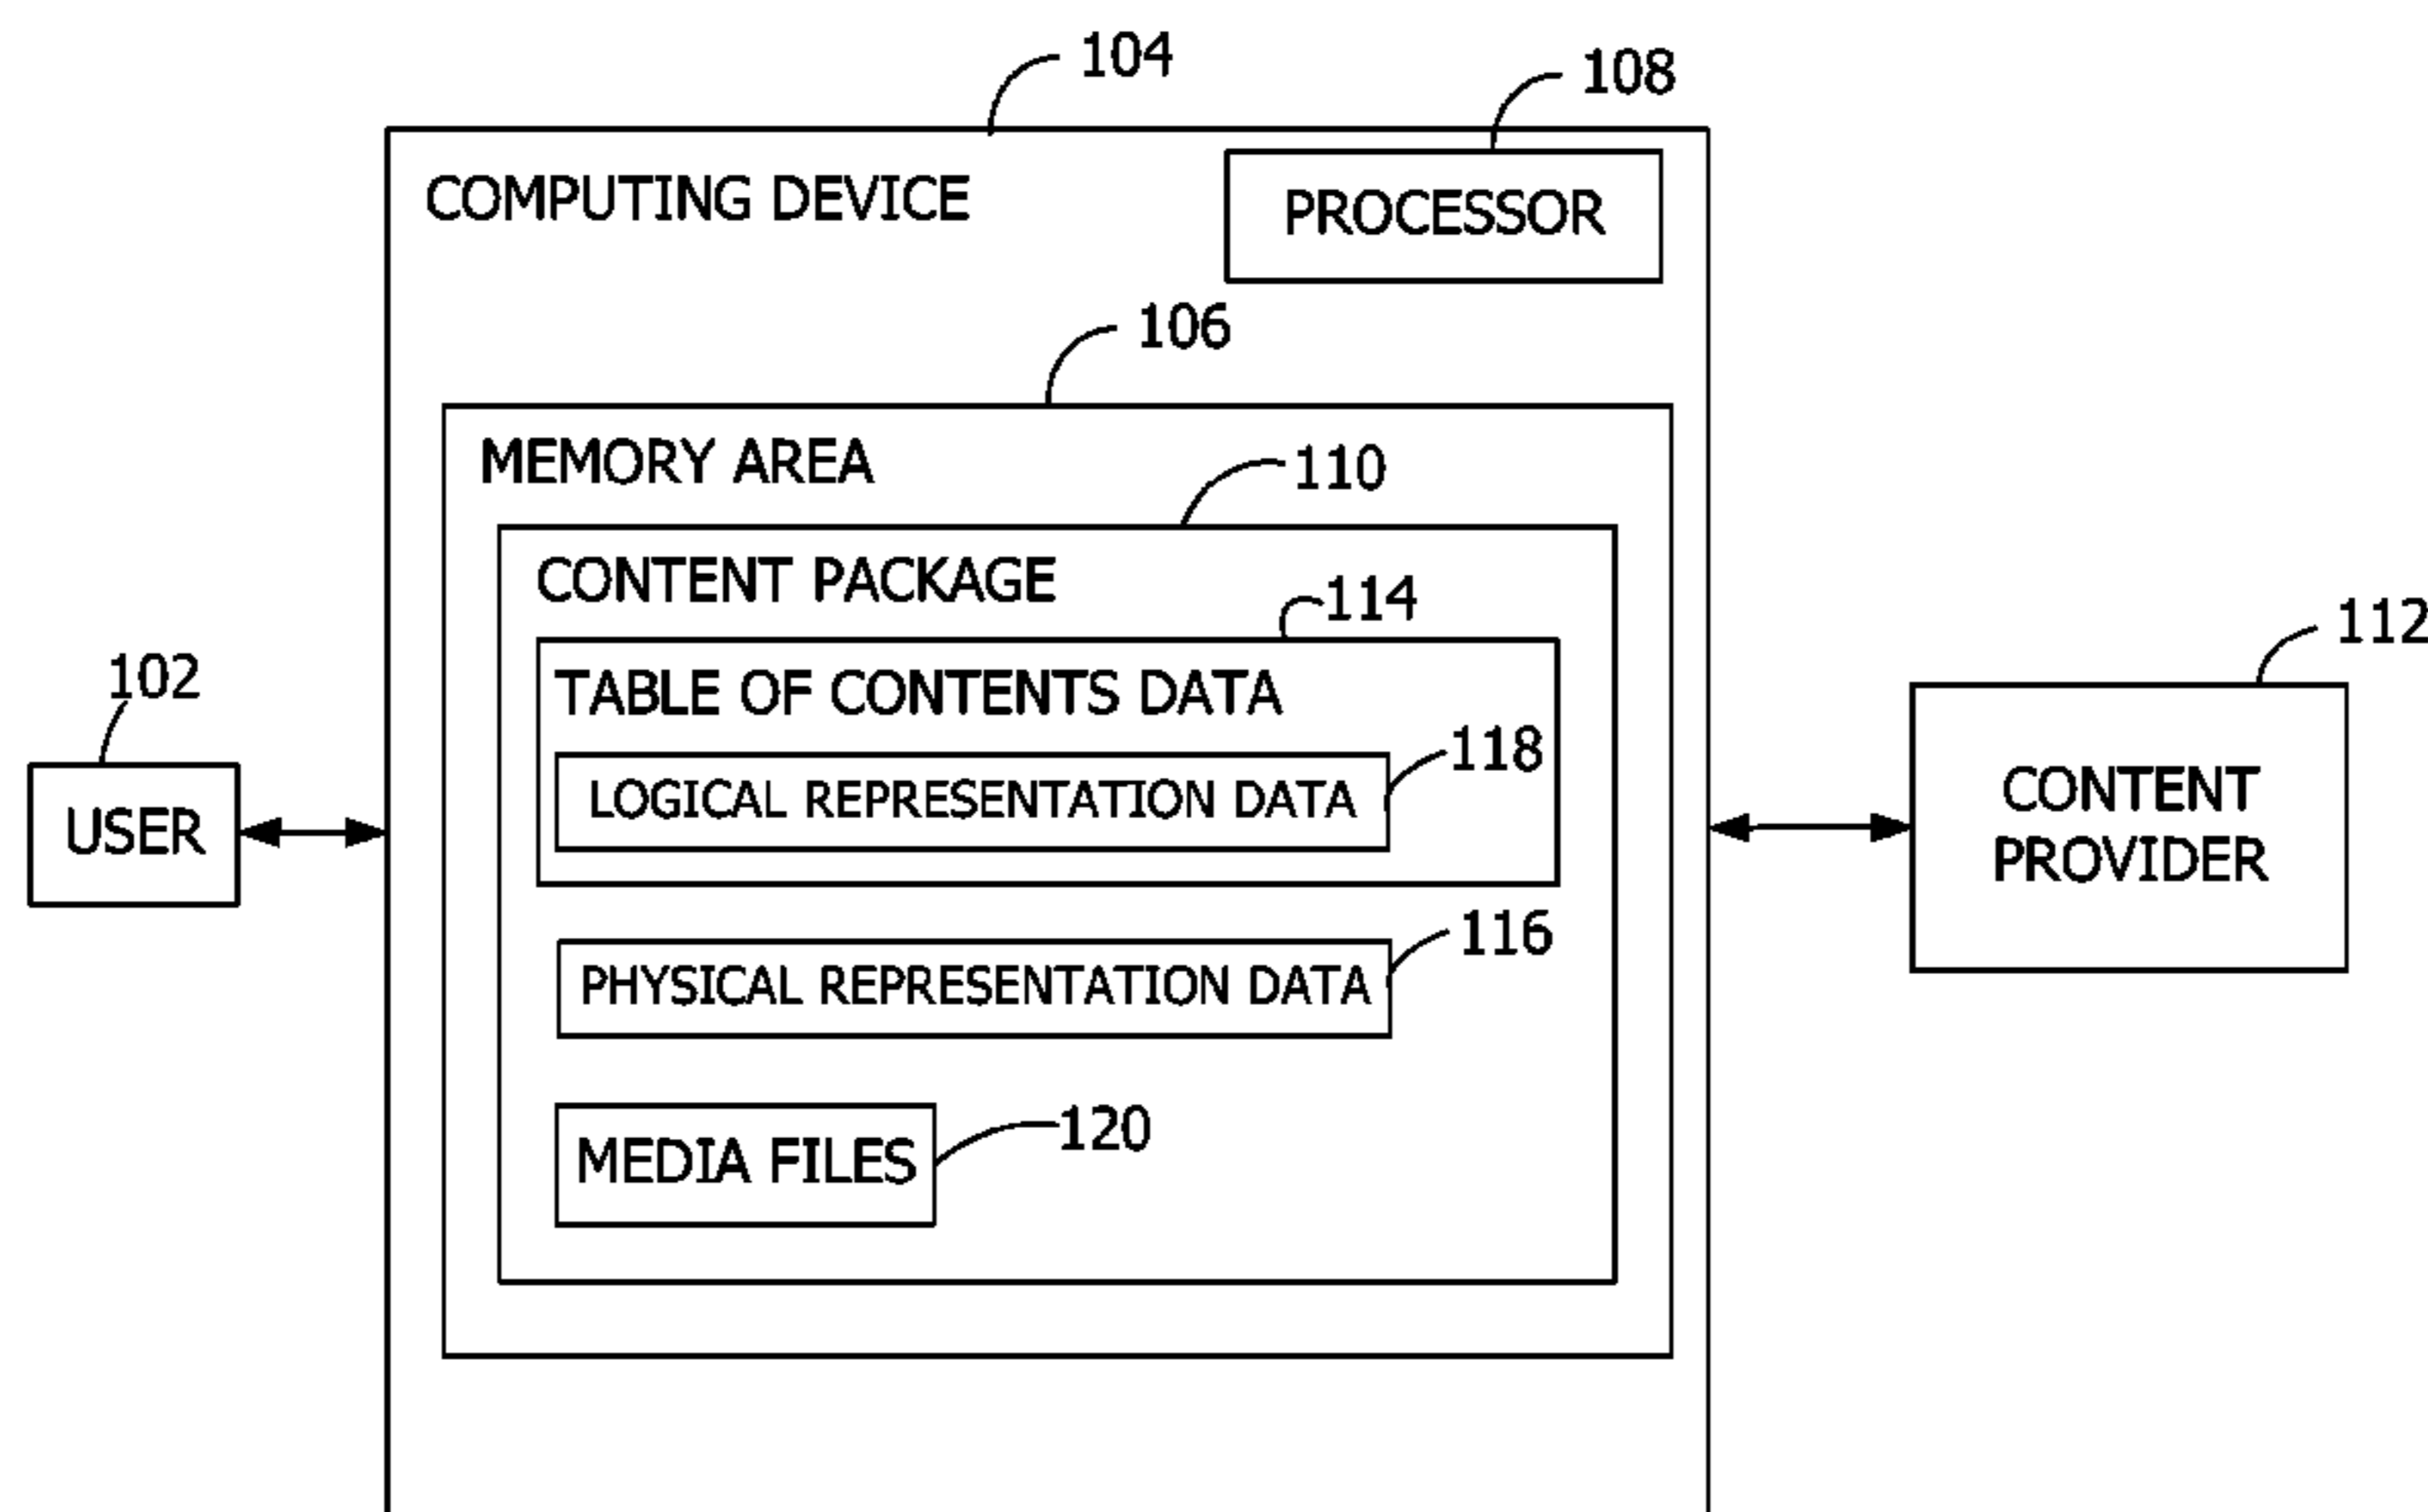 104
108
COMPUTING DEVICE
PROCESSOR
106
MEMORY AREA
110
CONTENT PACKAGE
114
TABLE OF CONTENTS DATA
118
LOGICAL REPRESENTATION DATA
116
PHYSICAL REPRESENTATION DATA
120
MEDIA FILES
102
USER
112
CONTENT
PROVIDER